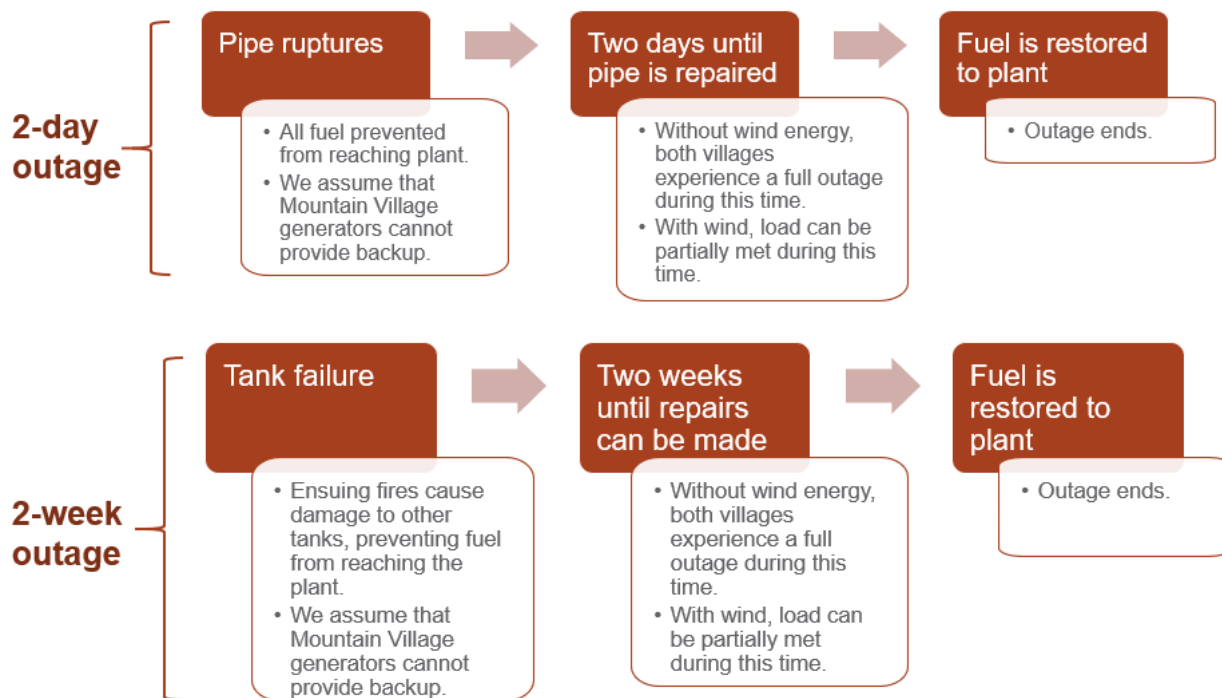 2-day
outage
Pipe ruptures
• All fuel prevented
from reaching plant.
• We assume that
Mountain Village
generators cannot
provide backup.
Two days until
pipe is repaired
• Without wind energy,
both villages
experience a full outage
during this time.
• With wind, load can be
partially met during this
time.
Fuel is restored
to plant
• Outage ends.
2-week
outage
Tank failure
• Ensuing fires cause
damage to other
tanks, preventing fuel
from reaching the
plant.
• We assume that
Mountain Village
generators cannot
provide backup.
Two weeks
until repairs
can be made
• Without wind energy,
both villages
experience a full
outage during this
time.
• With wind, load can
be partially met
during this time.
Fuel is
restored to
plant
• Outage ends.